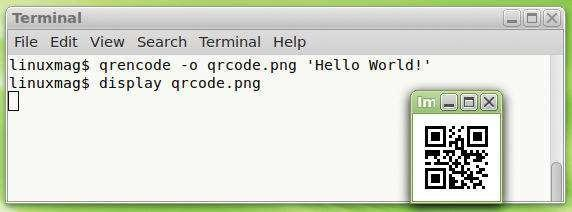 Terminal
File Edit View Search Terminal Help
linuxmag$ qrencode -o qrcode.png 'Hello World!'
linuxmag$ display qrcode.png
Im